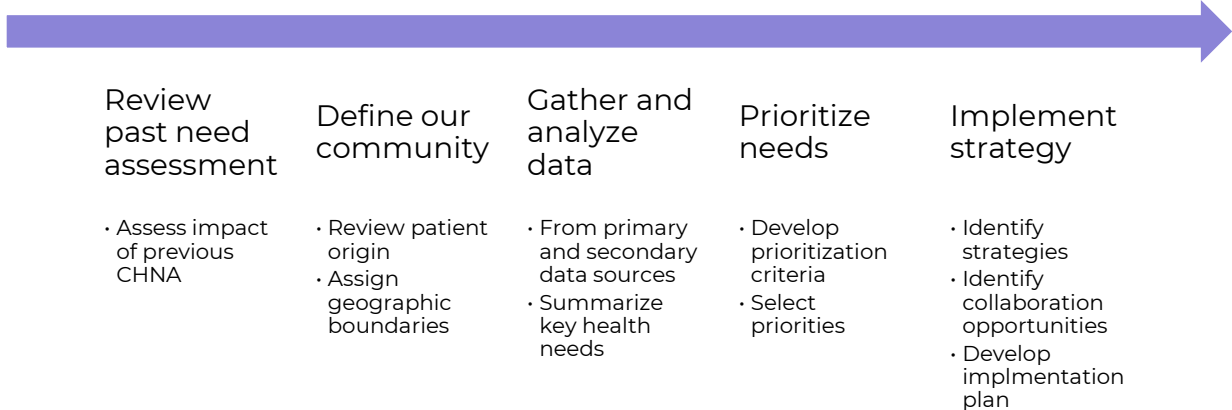 Review
past need
assessment
· Assess impact
of previous
CHNA
Define our
community
· Review patient
origin
· Assign
geographic
boundaries
Gather and
analyze
data
· From primary
and secondary
data sources
· Summarize
key health
needs
Prioritize
needs
· Develop
prioritization
criteria
· Select
priorities
Implement
strategy
· Identify
strategies
· Identify
collaboration
opportunities
· Develop
implmentation
plan